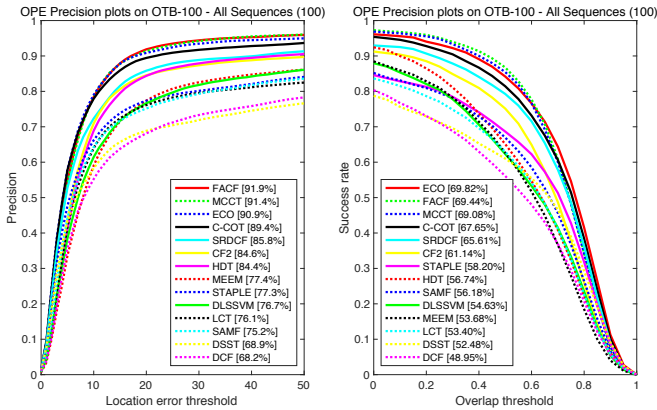 OPE Precision plots on OTB-100 - All Sequences (100)
Precision
1
0.9
0.8
0.7
0.6
0.5
0.4
0.3
0.2
0.1
0
FACF [91.9%]
MCCT [91.4%]
ECO [90.9%]
C-COT [89.4%]
SRDCF [85.8%]
CF2 [84.6%]
HDT [84.4%]
MEEM [77.4%]
STAPLE [77.3%]
DLSSVM [76.7%]
LCT [76.1%]
SAMF [75.2%]
DSST [68.9%]
DCF [68.2%]
0 10 20 30 40 50
Location error threshold
OPE Precision plots on OTB-100 - All Sequences (100)
Success rate
1
0.9
0.8
0.7
0.6
0.5
0.4
0.3
0.2
0.1
0
ECO [69.82%]
FACF [69.44%]
MCCT [69.08%]
C-COT [67.65%]
SRDCF [65.61%]
CF2 [61.14%]
STAPLE [58.20%]
HDT [56.74%]
SAMF [56.18%]
DLSSVM [54.63%]
MEEM [53.68%]
LCT [53.40%]
DSST [52.48%]
DCF [48.95%]
0 0.2 0.4 0.6 0.8 1
Overlap threshold